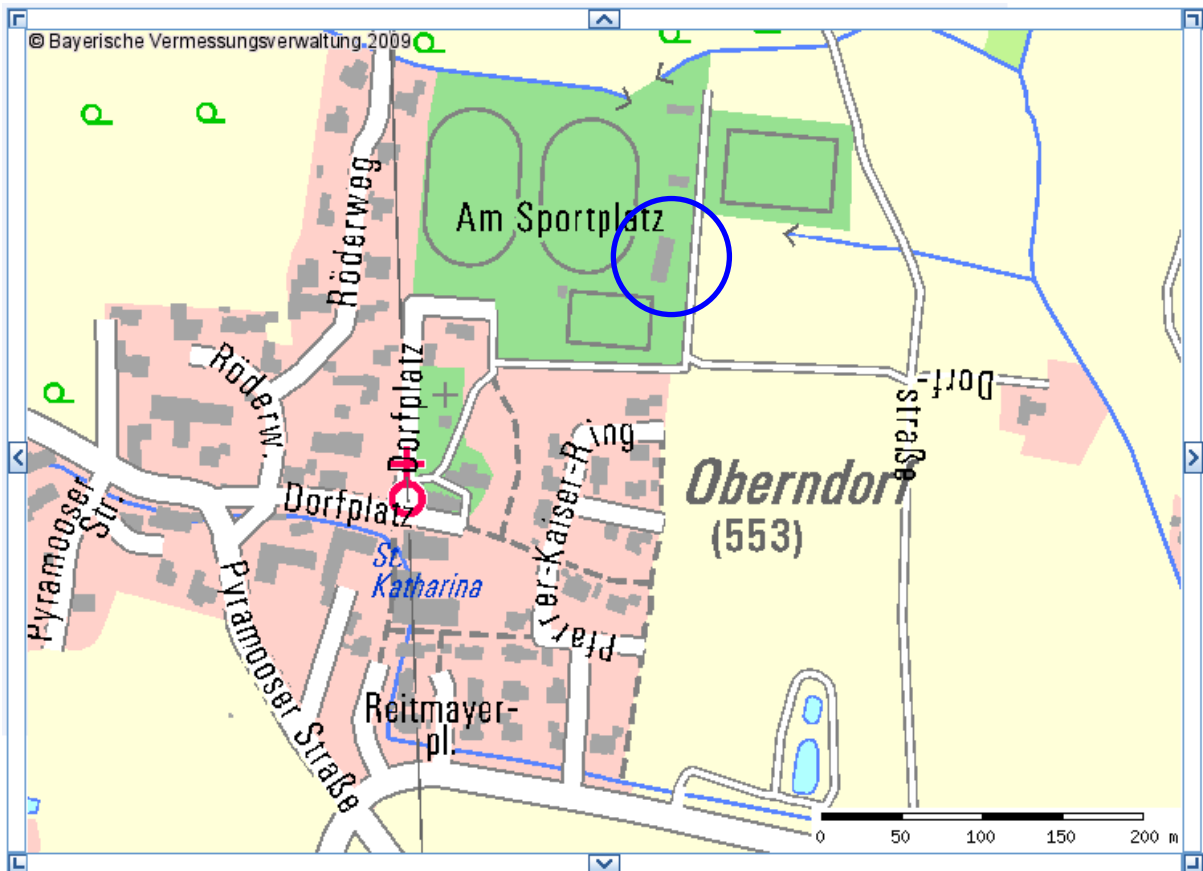 © Bayerische Vermessungsverwaltung 2009
Röderweg
Am Sportplatz
Röderw.
Dorfplatz
Pfarrer-Kaiser-Ring
Dorf-
straße
Oberndorf
(553)
Dorfplatz
Pyramooser
Str.
St.
Katharina
Pyramooser Straße
Reitmayer-
pl.
0 50 100 150 200 m